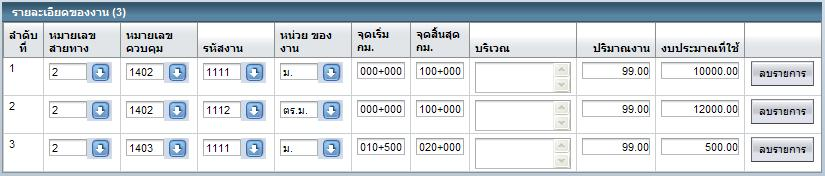 รายละเอียดของงาน (3)
ลำดับที่ หมายเลขสายทาง หมายเลขควบคุม รหัสงาน หน่วย ของงาน จุดเริ่ม กม. จุดสิ้นสุด กม. บริเวณ ปริมาณงาน งบประมาณที่ใช้
1 2 1402 1111 ม. 000+000 100+000 99.00 10000.00 ลบรายการ
2 2 1402 1112 ตร.ม. 000+000 100+000 99.00 12000.00 ลบรายการ
3 2 1403 1111 ม. 010+500 020+000 99.00 500.00 ลบรายการ